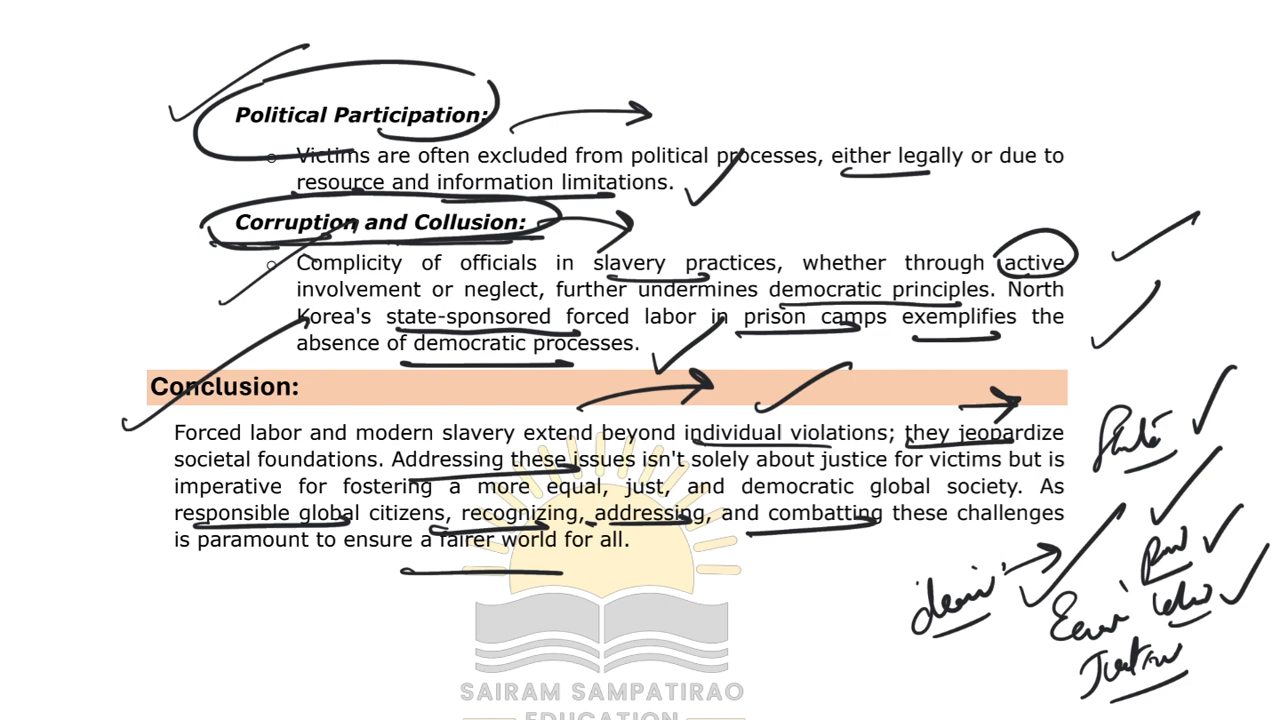 Political Participation:
o Victims are often excluded from political processes, either legally or due to
resource and information limitations.
Corruption and Collusion:
o Complicity of officials in slavery practices, whether through active
involvement or neglect, further undermines democratic principles. North
Korea's state-sponsored forced labor in prison camps exemplifies the
absence of democratic processes.
Conclusion:
Forced labor and modern slavery extend beyond individual violations; they jeopardize
societal foundations. Addressing these issues isn't solely about justice for victims but is
imperative for fostering a more equal, just, and democratic global society. As
responsible global citizens, recognizing, addressing, and combatting these challenges
is paramount to ensure a fairer world for all.
SAIRAM SAMPATIRAO
EDUCATION